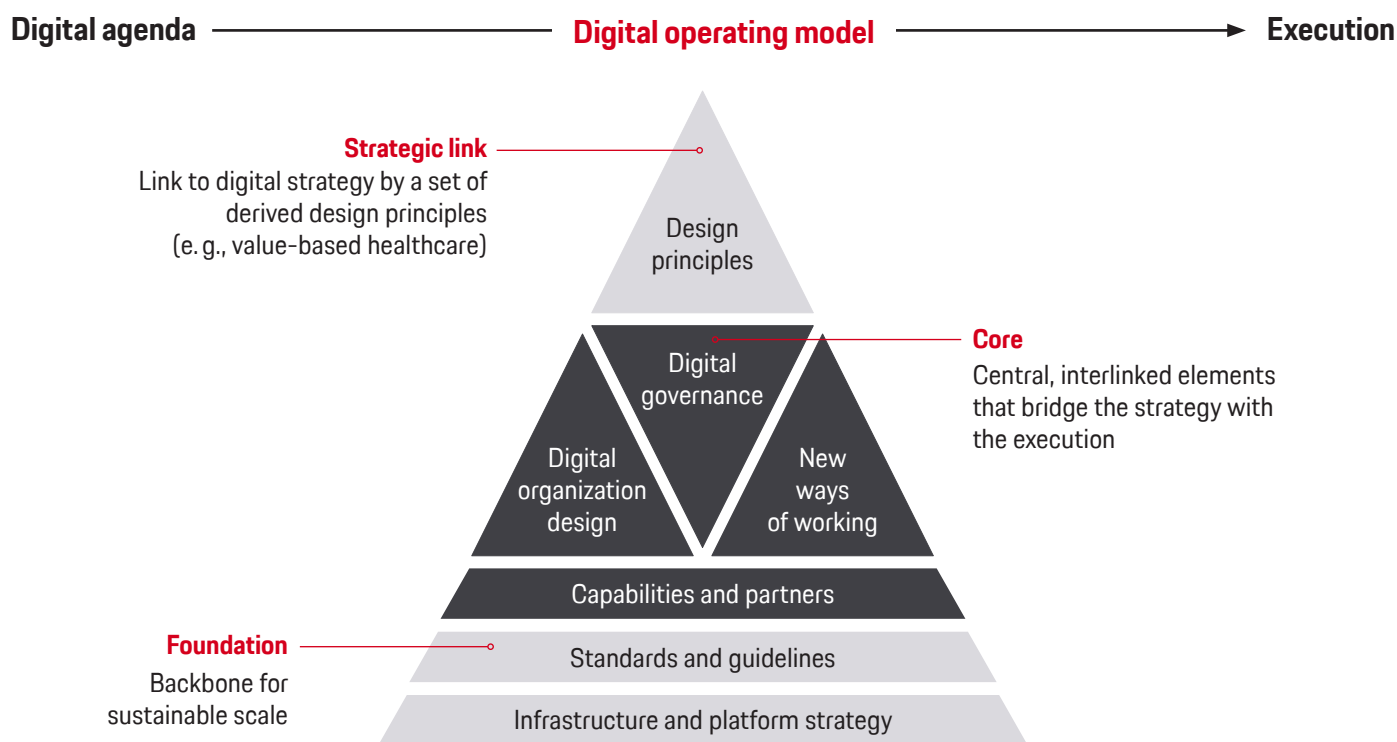 Digital agenda
Digital operating model
Execution
Strategic link
Link to digital strategy by a set of
derived design principles
(e. g., value-based healthcare)
Design
principles
Digital
governance
Core
Central, interlinked elements
that bridge the strategy with
the execution
Digital
organization
design
New
ways
of working
Capabilities and partners
Foundation
Backbone for
sustainable scale
Standards and guidelines
Infrastructure and platform strategy